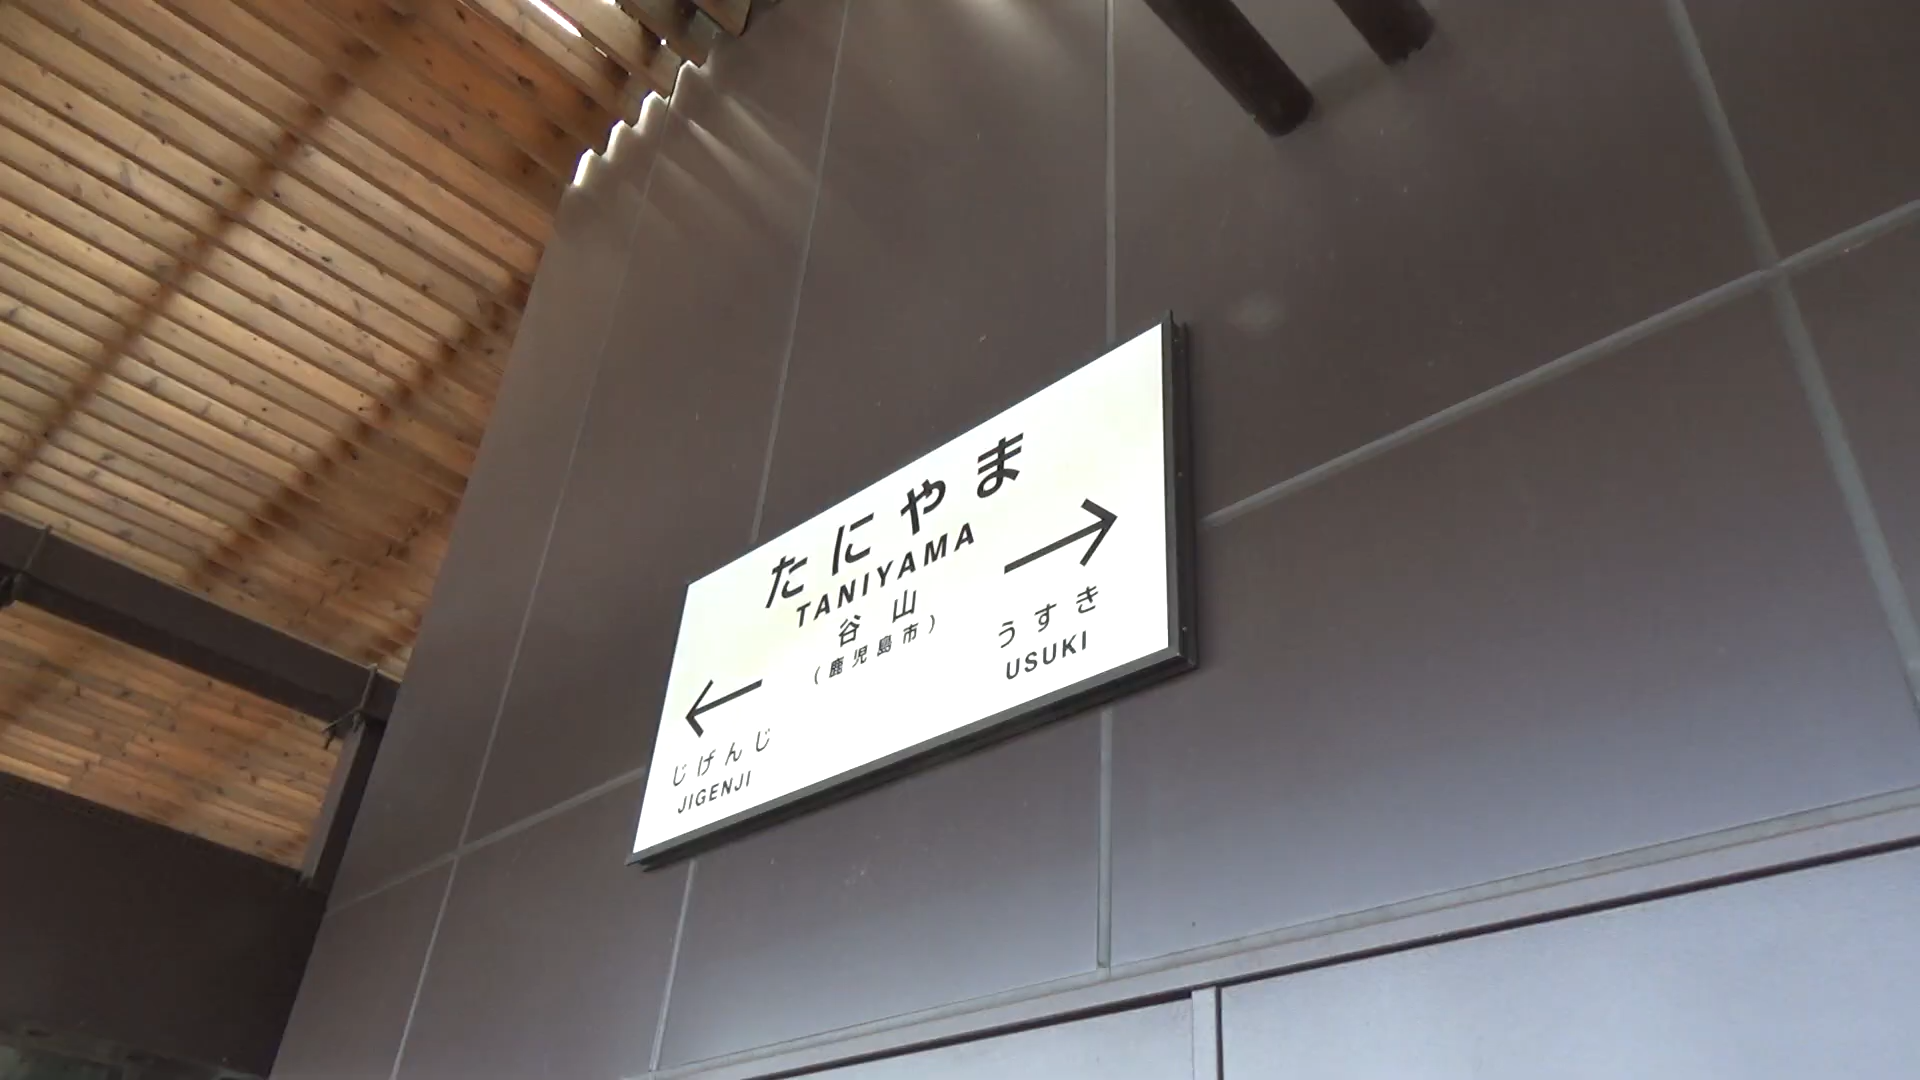 たにやま
TANIYAMA
谷山
(鹿児島市)
←
じげんじ
JIGENJI
→
うすき
USUKI